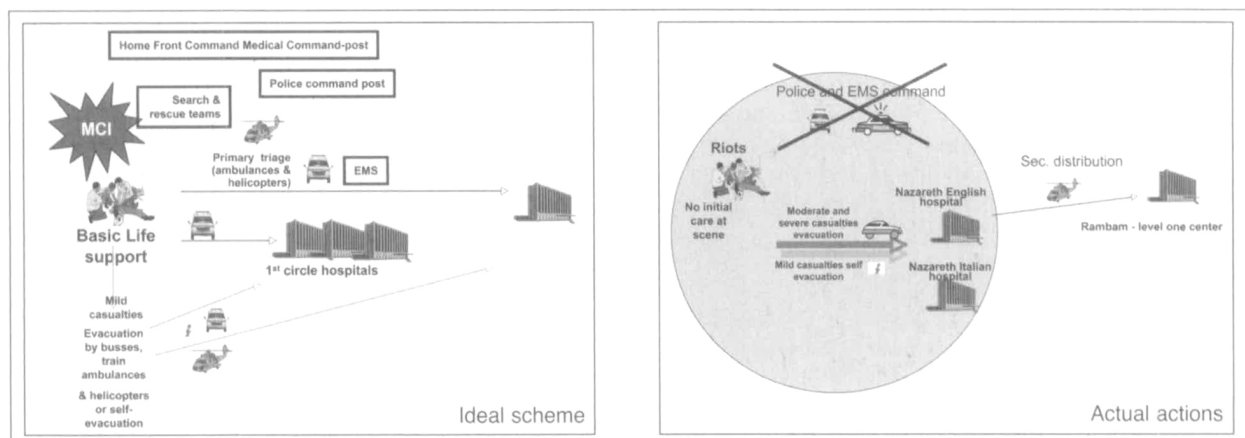 Home Front Command Medical Command-post
Police command post
Search &
rescue teams
MCI
Primary triage
(ambulances &
helicopters)
EMS
Basic Life
support
1st circle hospitals
Mild
casualties
Evacuation
by busses,
train
ambulances
& helicopters
or self-
evacuation
Ideal scheme
Police and EMS command
Riots
No initial
care at
scene
Moderate and
severe casualties
evacuation
Mild casualties self
evacuation
Nazareth English
hospital
Nazareth Italian
hospital
Sec. distribution
Rambam - level one center
Actual actions